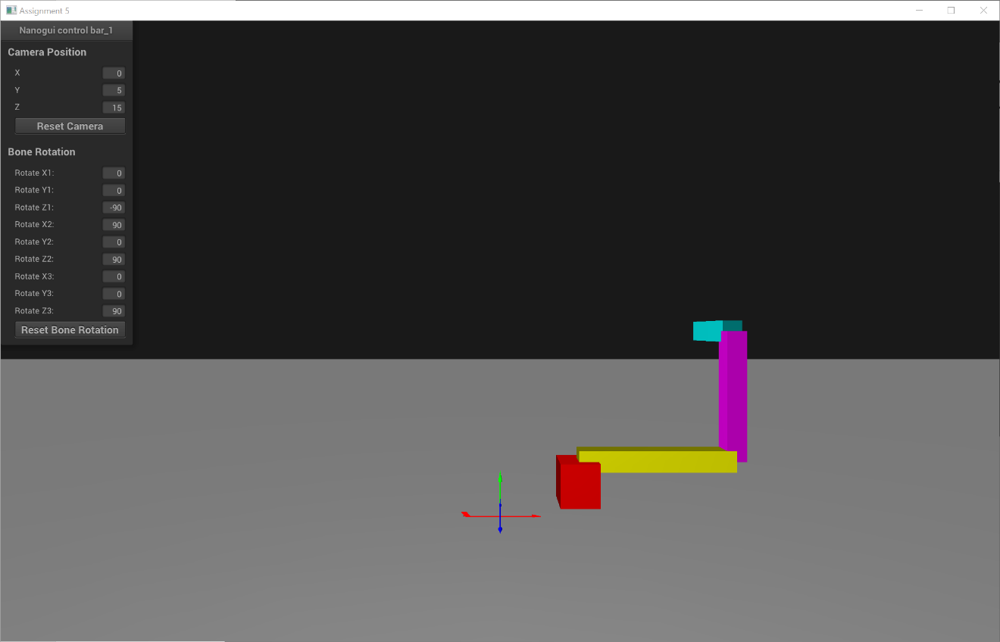 Assignment 5
Nanogui control bar_1
Camera Position
X 0
Y 5
Z 15
Reset Camera
Bone Rotation
Rotate X1: 0
Rotate Y1: 0
Rotate Z1: -90
Rotate X2: 90
Rotate Y2: 0
Rotate Z2: 90
Rotate X3: 0
Rotate Y3: 0
Rotate Z3: 90
Reset Bone Rotation